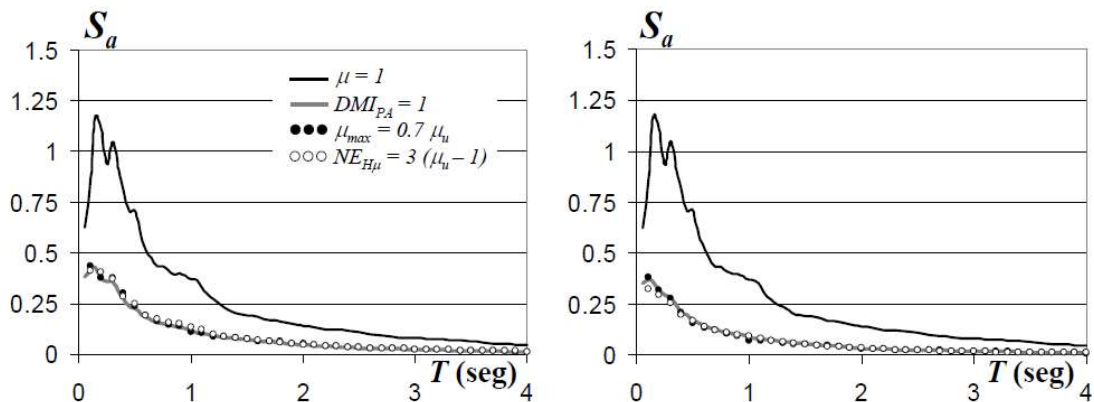 S_a
1.5
1.25
1
0.75
0.5
0.25
0
0 1 2 3 4
T (seg)
μ = 1
DMI_PA = 1
μ_max = 0.7 μ_u
NE_Hμ = 3 (μ_u – 1)
S_a
1.5
1.25
1
0.75
0.5
0.25
0
0 1 2 3 4
T (seg)